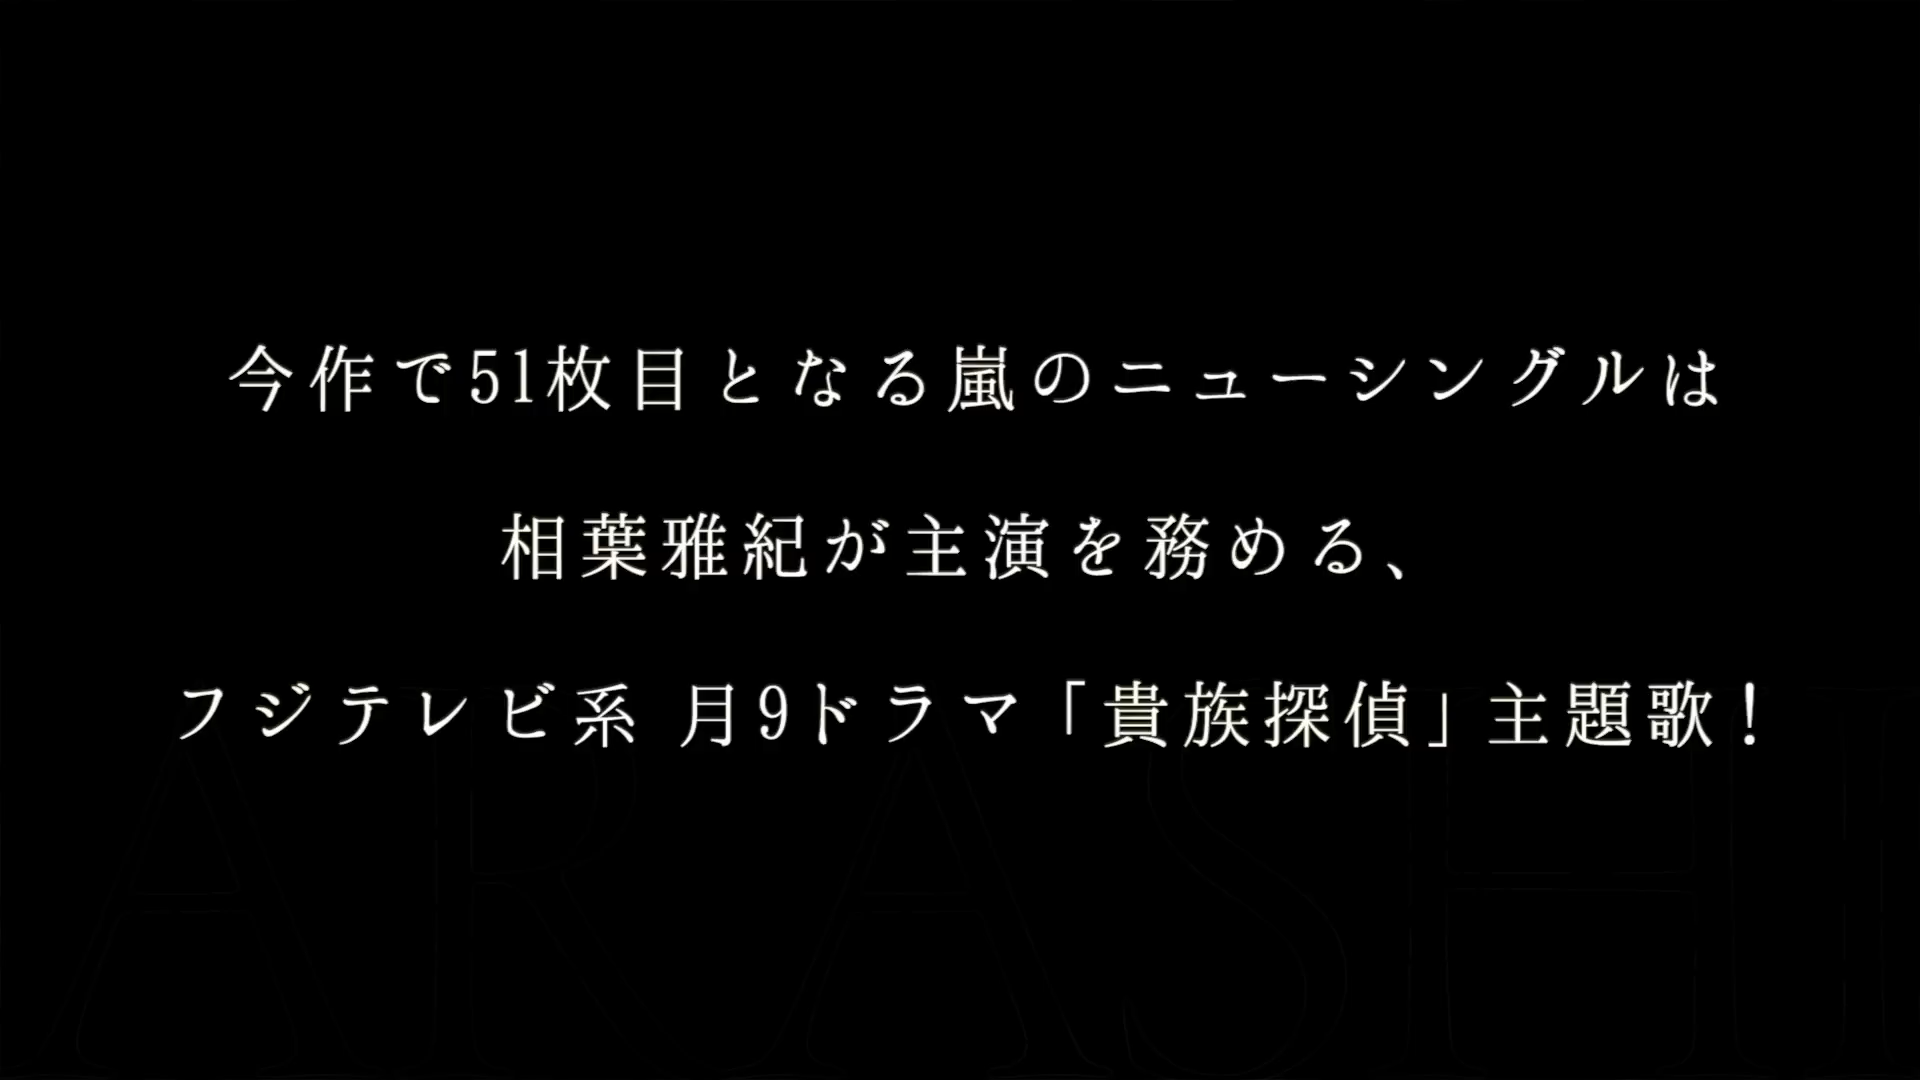 今作で51枚目となる嵐のニューシングルは
相葉雅紀が主演を務める、
フジテレビ系 月9ドラマ「貴族探偵」主題歌！
ARASHI